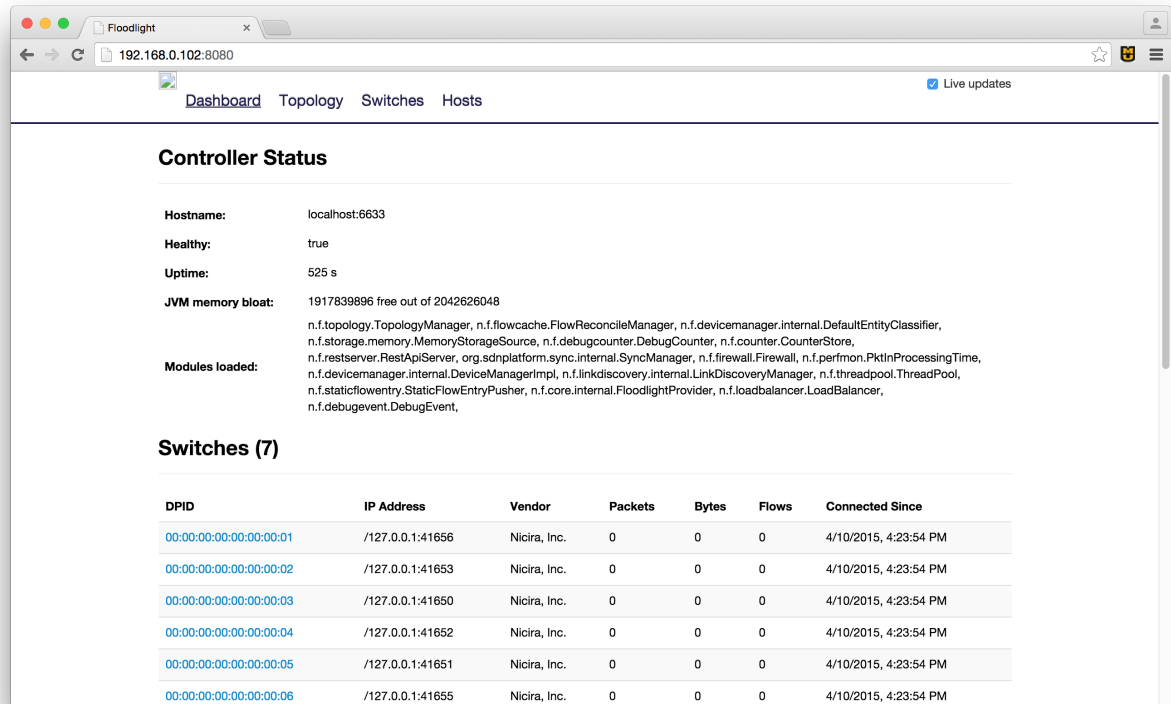 Floodlight
192.168.0.102:8080
Live updates
Dashboard Topology Switches Hosts
Controller Status
Hostname: localhost:6633
Healthy: true
Uptime: 525 s
JVM memory bloat: 1917839896 free out of 2042626048
Modules loaded:
n.f.topology.TopologyManager, n.f.flowcache.FlowReconcileManager, n.f.devicemanager.internal.DefaultEntityClassifier,
n.f.storage.memory.MemoryStorageSource, n.f.debugcounter.DebugCounter, n.f.counter.CounterStore,
n.f.restserver.RestApiServer, org.sdnplatform.sync.internal.SyncManager, n.f.firewall.Firewall, n.f.perfmon.PktInProcessingTime,
n.f.devicemanager.internal.DeviceManagerImpl, n.f.linkdiscovery.internal.LinkDiscoveryManager, n.f.threadpool.ThreadPool,
n.f.staticflowentry.StaticFlowEntryPusher, n.f.core.internal.FloodlightProvider, n.f.loadbalancer.LoadBalancer,
n.f.debugevent.DebugEvent,
Switches (7)
DPID IP Address Vendor Packets Bytes Flows Connected Since
00:00:00:00:00:00:00:01 /127.0.0.1:41656 Nicira, Inc. 0 0 0 4/10/2015, 4:23:54 PM
00:00:00:00:00:00:00:02 /127.0.0.1:41653 Nicira, Inc. 0 0 0 4/10/2015, 4:23:54 PM
00:00:00:00:00:00:00:03 /127.0.0.1:41650 Nicira, Inc. 0 0 0 4/10/2015, 4:23:54 PM
00:00:00:00:00:00:00:04 /127.0.0.1:41652 Nicira, Inc. 0 0 0 4/10/2015, 4:23:54 PM
00:00:00:00:00:00:00:05 /127.0.0.1:41651 Nicira, Inc. 0 0 0 4/10/2015, 4:23:54 PM
00:00:00:00:00:00:00:06 /127.0.0.1:41655 Nicira, Inc. 0 0 0 4/10/2015, 4:23:54 PM